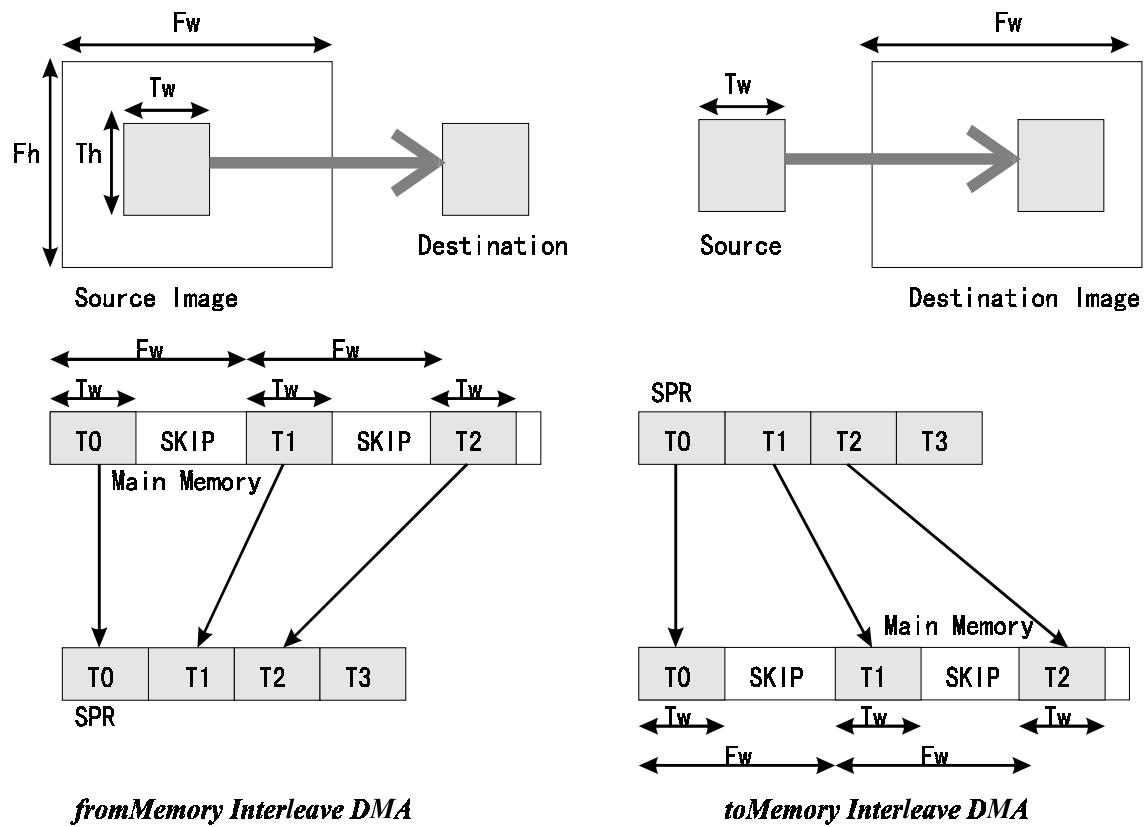 Fw
Tw
Fh
Th
Destination
Source Image
Fw
Tw
Source
Destination Image
Fw
Fw
Tw
Tw
Tw
T0
SKIP
T1
SKIP
T2
Main Memory
T0
T1
T2
T3
SPR
fromMemory Interleave DMA
SPR
T0
T1
T2
T3
Main Memory
T0
SKIP
T1
SKIP
T2
Tw
Tw
Tw
Fw
Fw
toMemory Interleave DMA